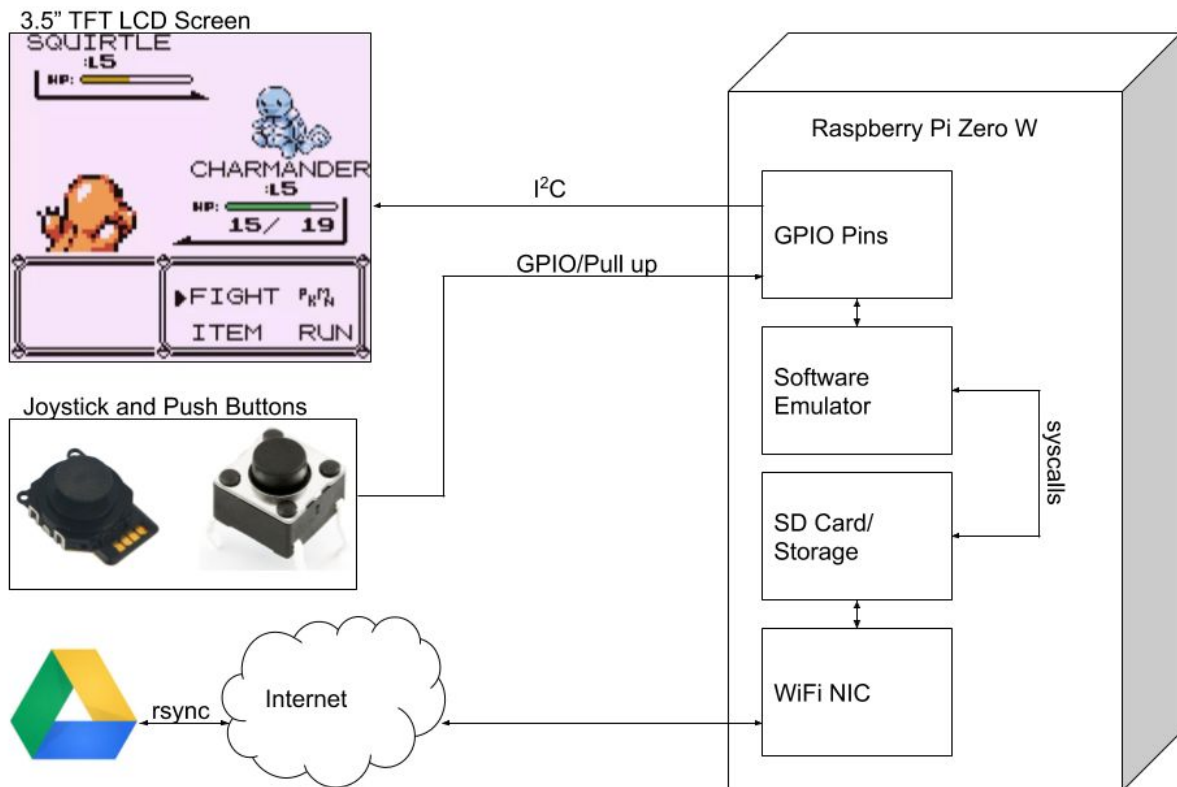 3.5” TFT LCD Screen
SQUIRTLE
:L5
HP:
CHARMANDER
:L5
HP:
15/ 19
FIGHT PKMN
ITEM RUN
Joystick and Push Buttons
rsync
Internet
I²C
GPIO/Pull up
Raspberry Pi Zero W
GPIO Pins
Software
Emulator
syscalls
SD Card/
Storage
WiFi NIC